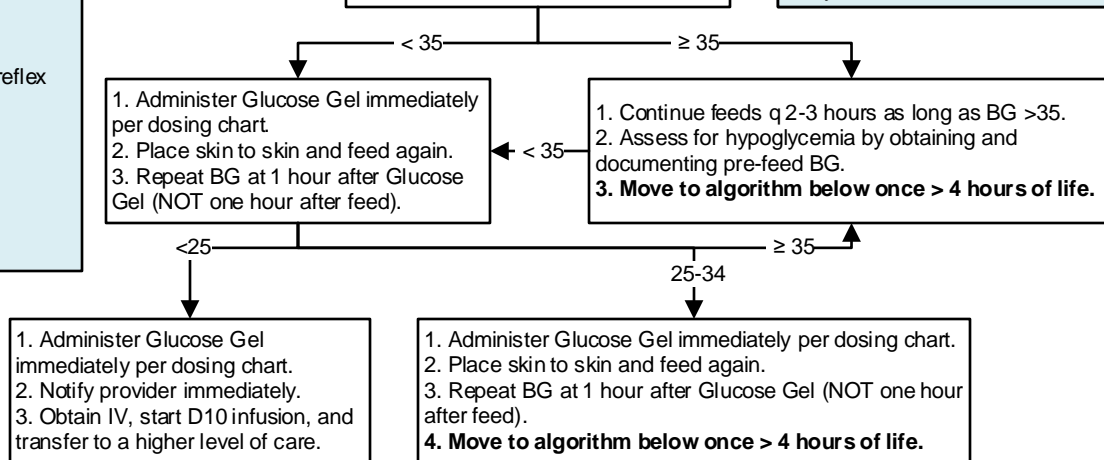 < 35
≥ 35
reflex
1. Administer Glucose Gel immediately
per dosing chart.
2. Place skin to skin and feed again.
3. Repeat BG at 1 hour after Glucose
Gel (NOT one hour after feed).
< 35
1. Continue feeds q 2-3 hours as long as BG >35.
2. Assess for hypoglycemia by obtaining and
documenting pre-feed BG.
3. Move to algorithm below once > 4 hours of life.
<25
≥ 35
25-34
1. Administer Glucose Gel
immediately per dosing chart.
2. Notify provider immediately.
3. Obtain IV, start D10 infusion, and
transfer to a higher level of care.
1. Administer Glucose Gel immediately per dosing chart.
2. Place skin to skin and feed again.
3. Repeat BG at 1 hour after Glucose Gel (NOT one hour
after feed).
4. Move to algorithm below once > 4 hours of life.